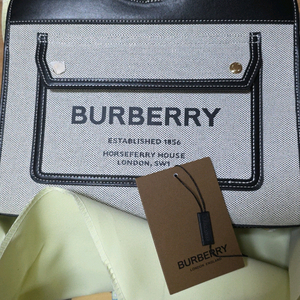 BURBERRY
ESTABLISHED 1856
HORSEFERRY HOUSE
LONDON, SW1
BURBERRY